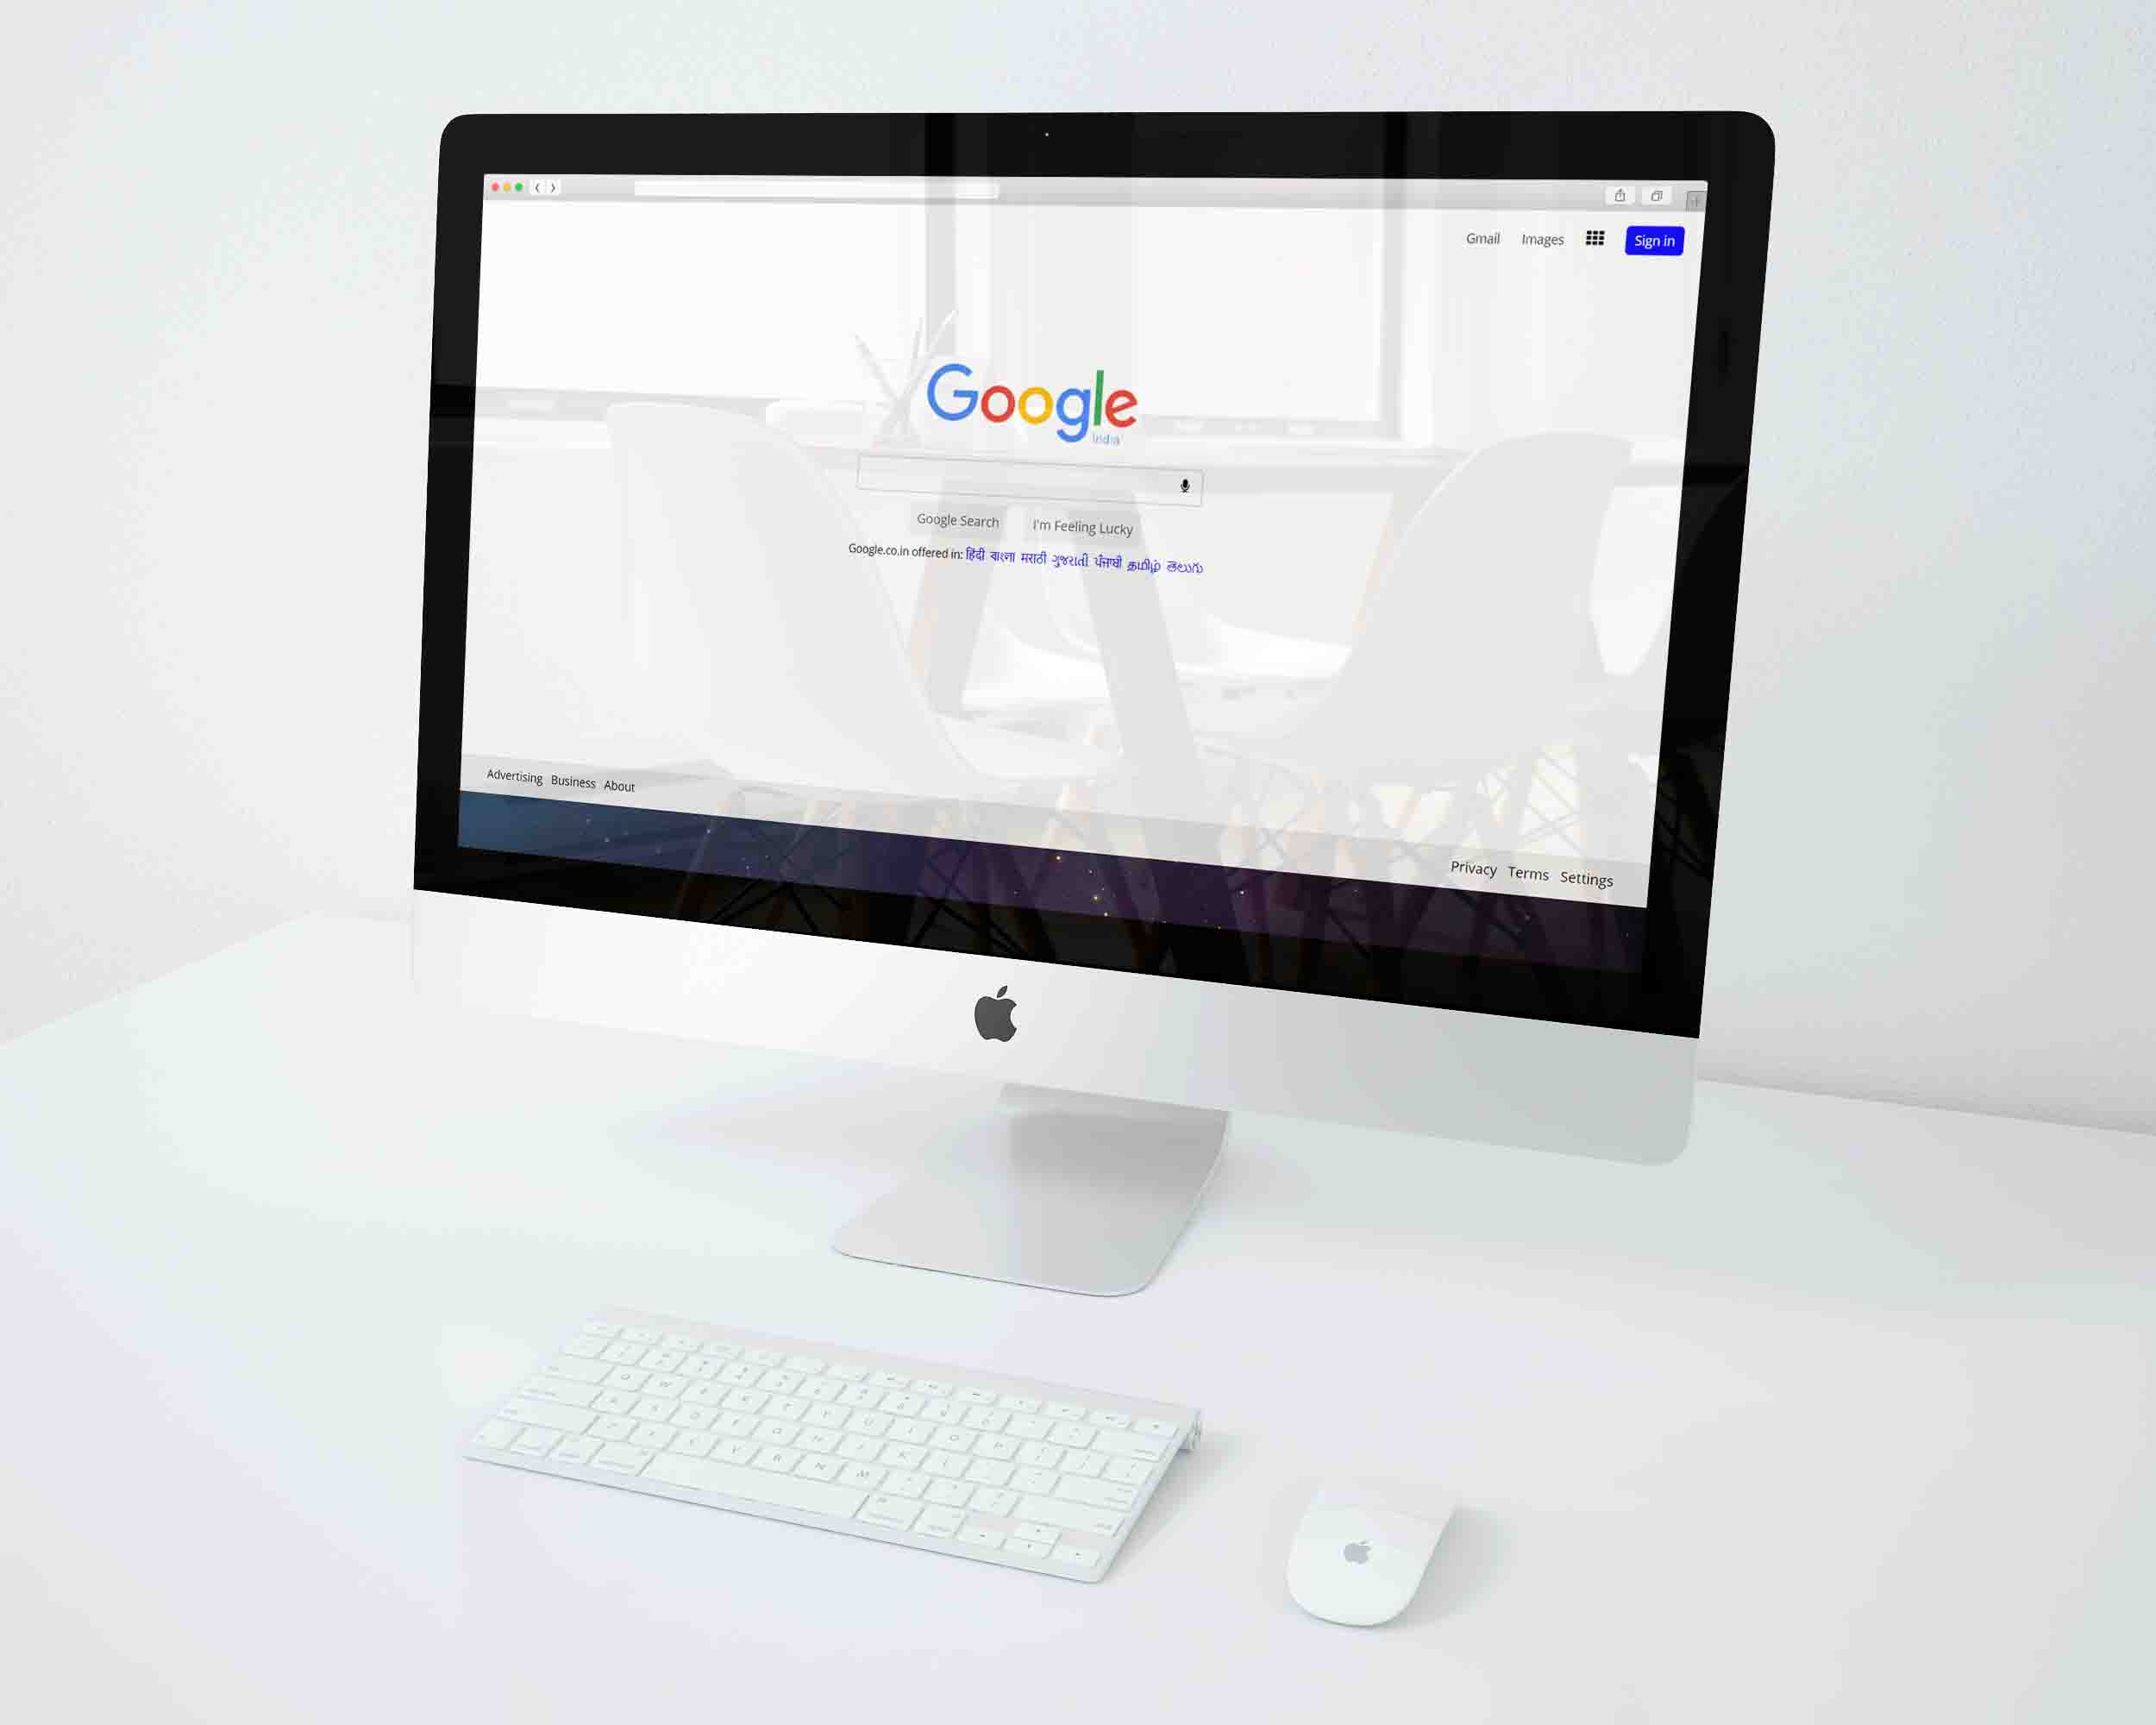 Gmail Images Sign in
Google
India
Google Search I'm Feeling Lucky
Google.co.in offered in: हिंदी বাংলা मराठी ગુજરાતી ਪੰਜਾਬੀ தமிழ் తెలుగు
Advertising Business About
Privacy Terms Settings